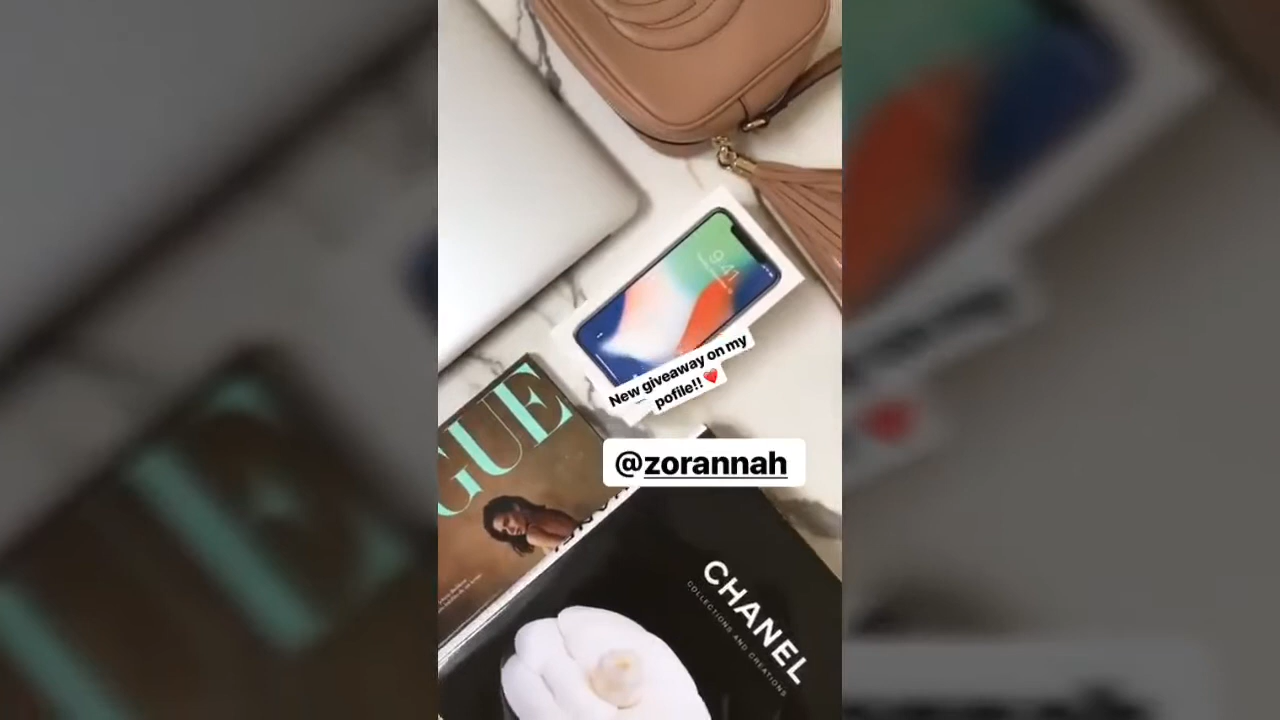 9:41
New giveaway on my
pofile!! ❤️
@zorannah
GUE
CHANEL
COLLECTIONS AND CREATIONS